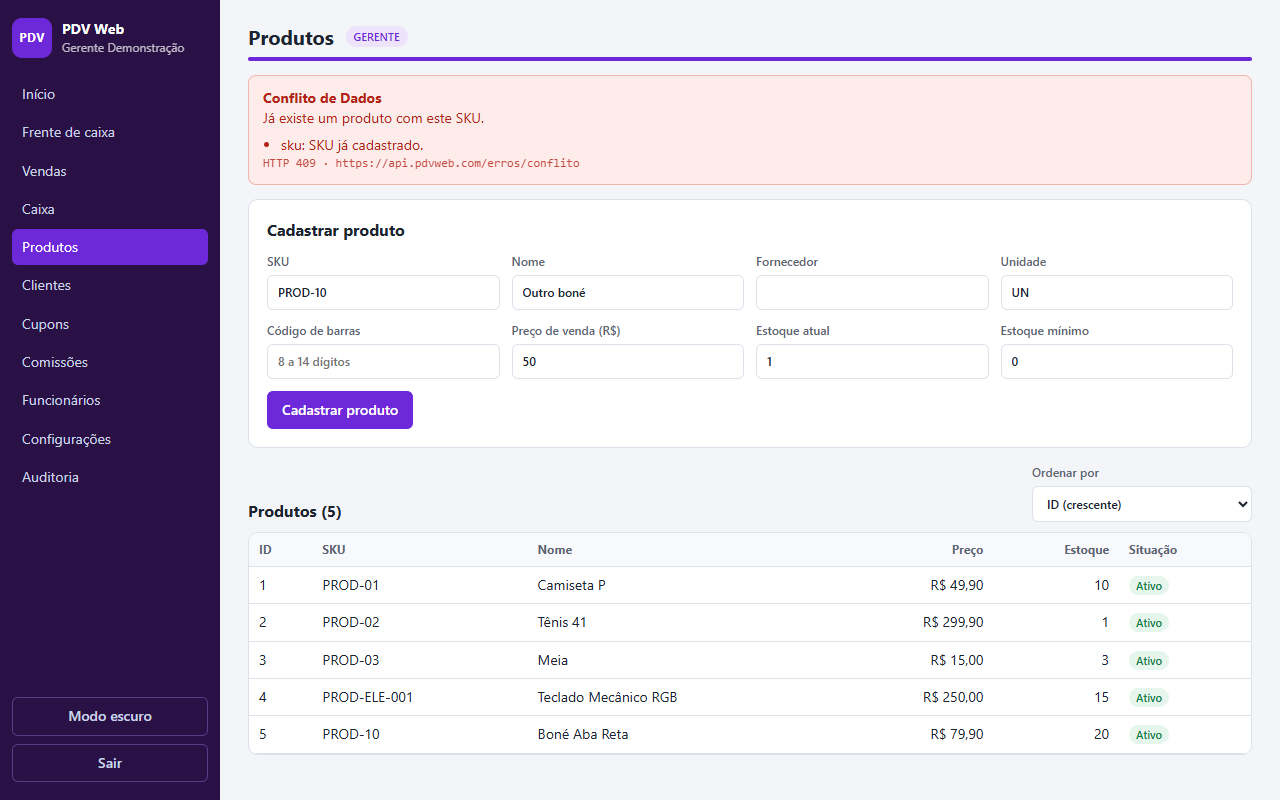 PDV
PDV Web
Gerente Demonstração
Início
Frente de caixa
Vendas
Caixa
Produtos
Clientes
Cupons
Comissões
Funcionários
Configurações
Auditoria
Modo escuro
Sair
Produtos GERENTE
Conflito de Dados
Já existe um produto com este SKU.
• sku: SKU já cadastrado.
HTTP 409 · https://api.pdvweb.com/erros/conflito
Cadastrar produto
SKU Nome Fornecedor Unidade
PROD-10 Outro boné UN
Código de barras Preço de venda (R$) Estoque atual Estoque mínimo
8 a 14 dígitos 50 1 0
Cadastrar produto
Ordenar por
ID (crescente)
Produtos (5)
ID SKU Nome Preço Estoque Situação
1 PROD-01 Camiseta P R$ 49,90 10 Ativo
2 PROD-02 Tênis 41 R$ 299,90 1 Ativo
3 PROD-03 Meia R$ 15,00 3 Ativo
4 PROD-ELE-001 Teclado Mecânico RGB R$ 250,00 15 Ativo
5 PROD-10 Boné Aba Reta R$ 79,90 20 Ativo